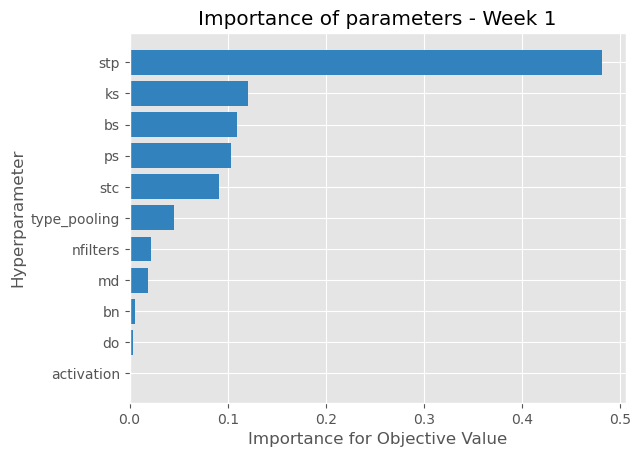 Importance of parameters - Week 1
Hyperparameter
stp
ks
bs
ps
stc
type_pooling
nfilters
md
bn
do
activation
0.0 0.1 0.2 0.3 0.4 0.5
Importance for Objective Value